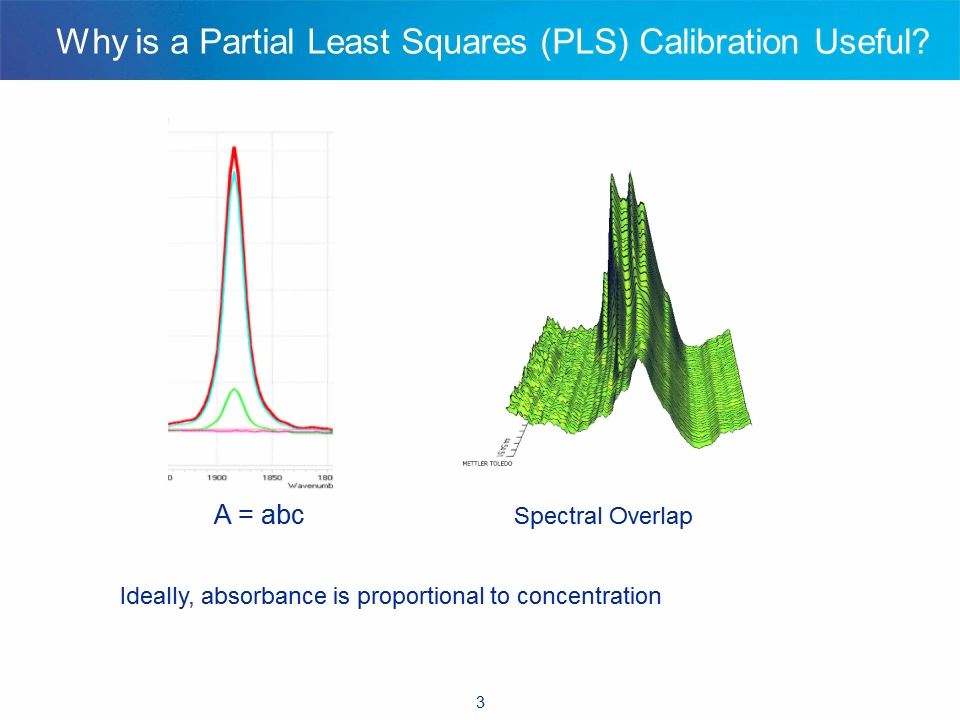 Why is a Partial Least Squares (PLS) Calibration Useful?
0 1900 1850 180
Wavenumb
METTLER TOLEDO
A = abc
Spectral Overlap
Ideally, absorbance is proportional to concentration
3